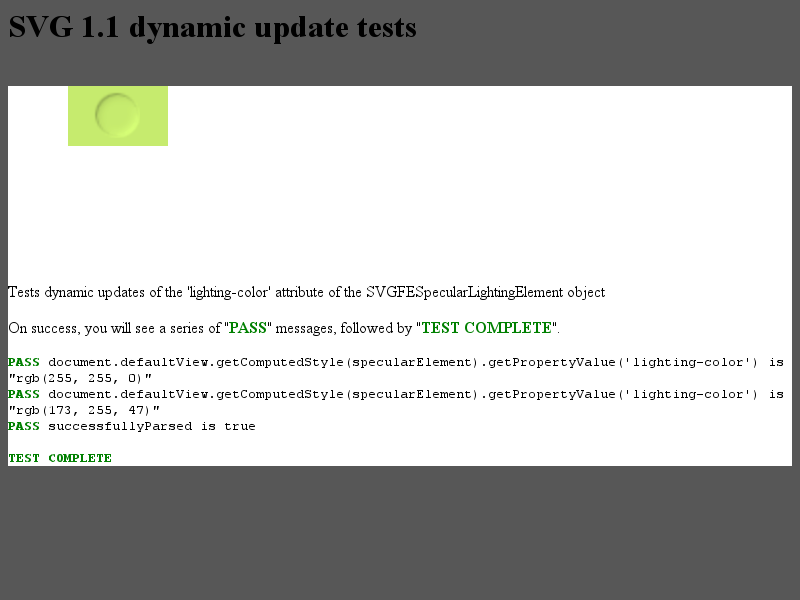 SVG 1.1 dynamic update tests
Tests dynamic updates of the 'lighting-color' attribute of the SVGFESpecularLightingElement object
On success, you will see a series of "PASS" messages, followed by "TEST COMPLETE".
PASS document.defaultView.getComputedStyle(specularElement).getPropertyValue('lighting-color') is
"rgb(255, 255, 0)"
PASS document.defaultView.getComputedStyle(specularElement).getPropertyValue('lighting-color') is
"rgb(173, 255, 47)"
PASS successfullyParsed is true
TEST COMPLETE